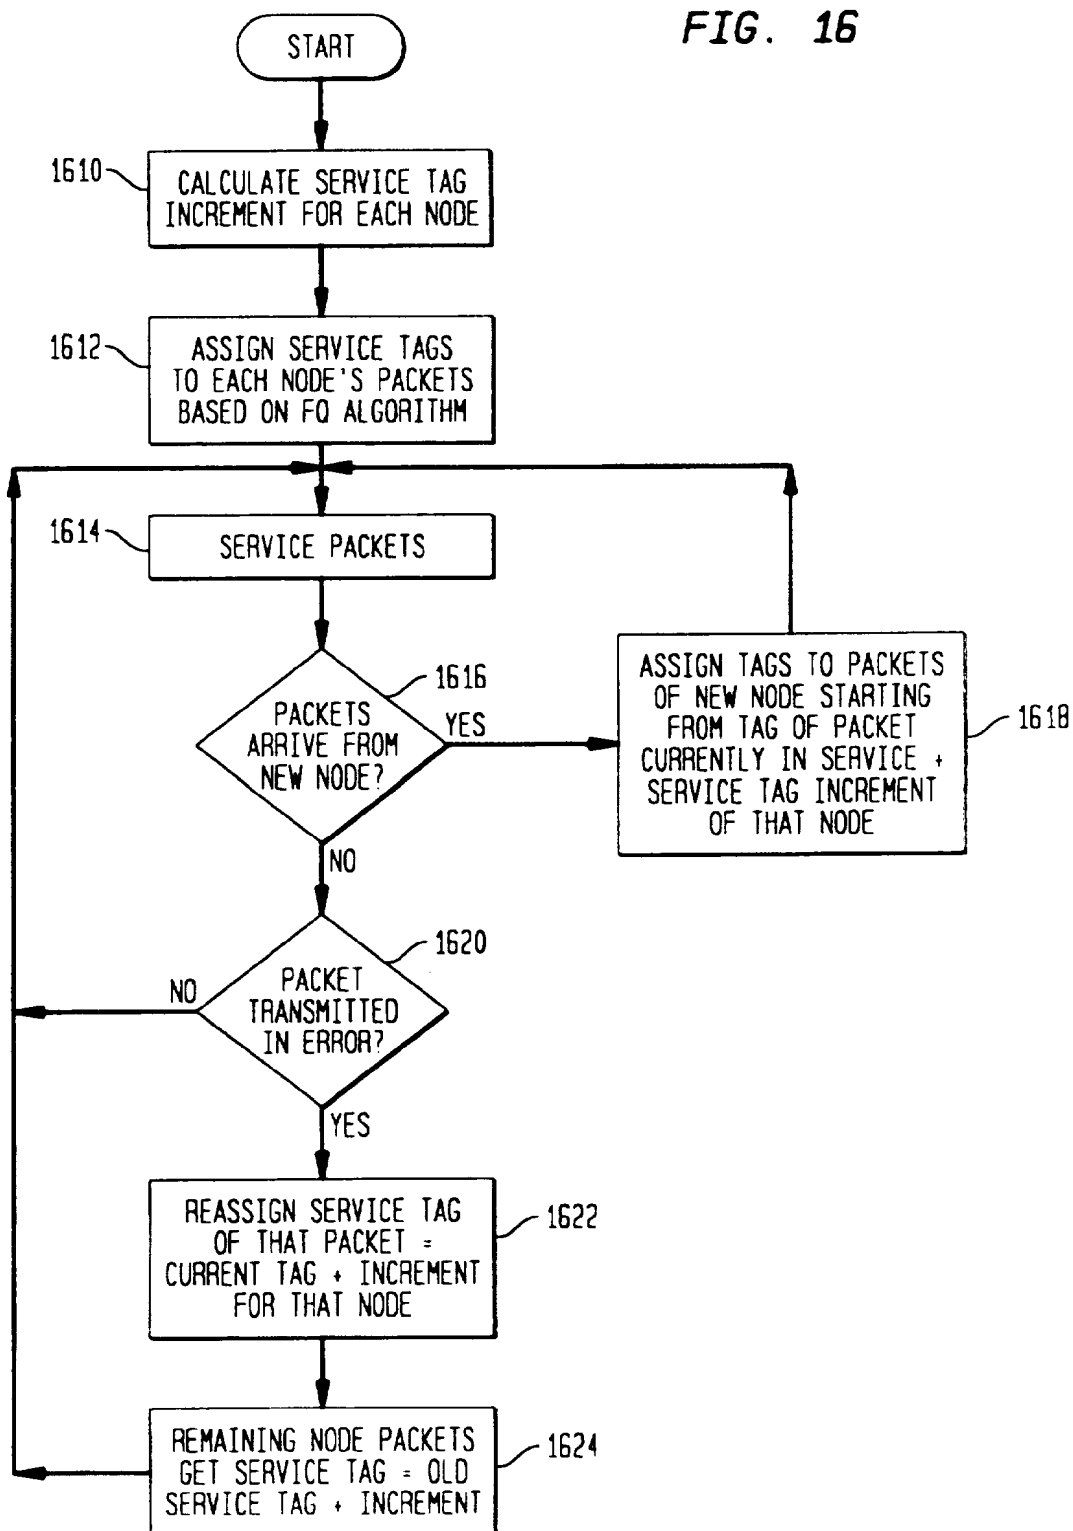 FIG. 16
START
1610
CALCULATE SERVICE TAG
INCREMENT FOR EACH NODE
1612
ASSIGN SERVICE TAGS
TO EACH NODE'S PACKETS
BASED ON FQ ALGORITHM
1614
SERVICE PACKETS
1616
PACKETS
ARRIVE FROM
NEW NODE?
YES
NO
ASSIGN TAGS TO PACKETS
OF NEW NODE STARTING
FROM TAG OF PACKET
CURRENTLY IN SERVICE +
SERVICE TAG INCREMENT
OF THAT NODE
1618
1620
PACKET
TRANSMITTED
IN ERROR?
NO
YES
REASSIGN SERVICE TAG
OF THAT PACKET =
CURRENT TAG + INCREMENT
FOR THAT NODE
1622
REMAINING NODE PACKETS
GET SERVICE TAG = OLD
SERVICE TAG + INCREMENT
1624